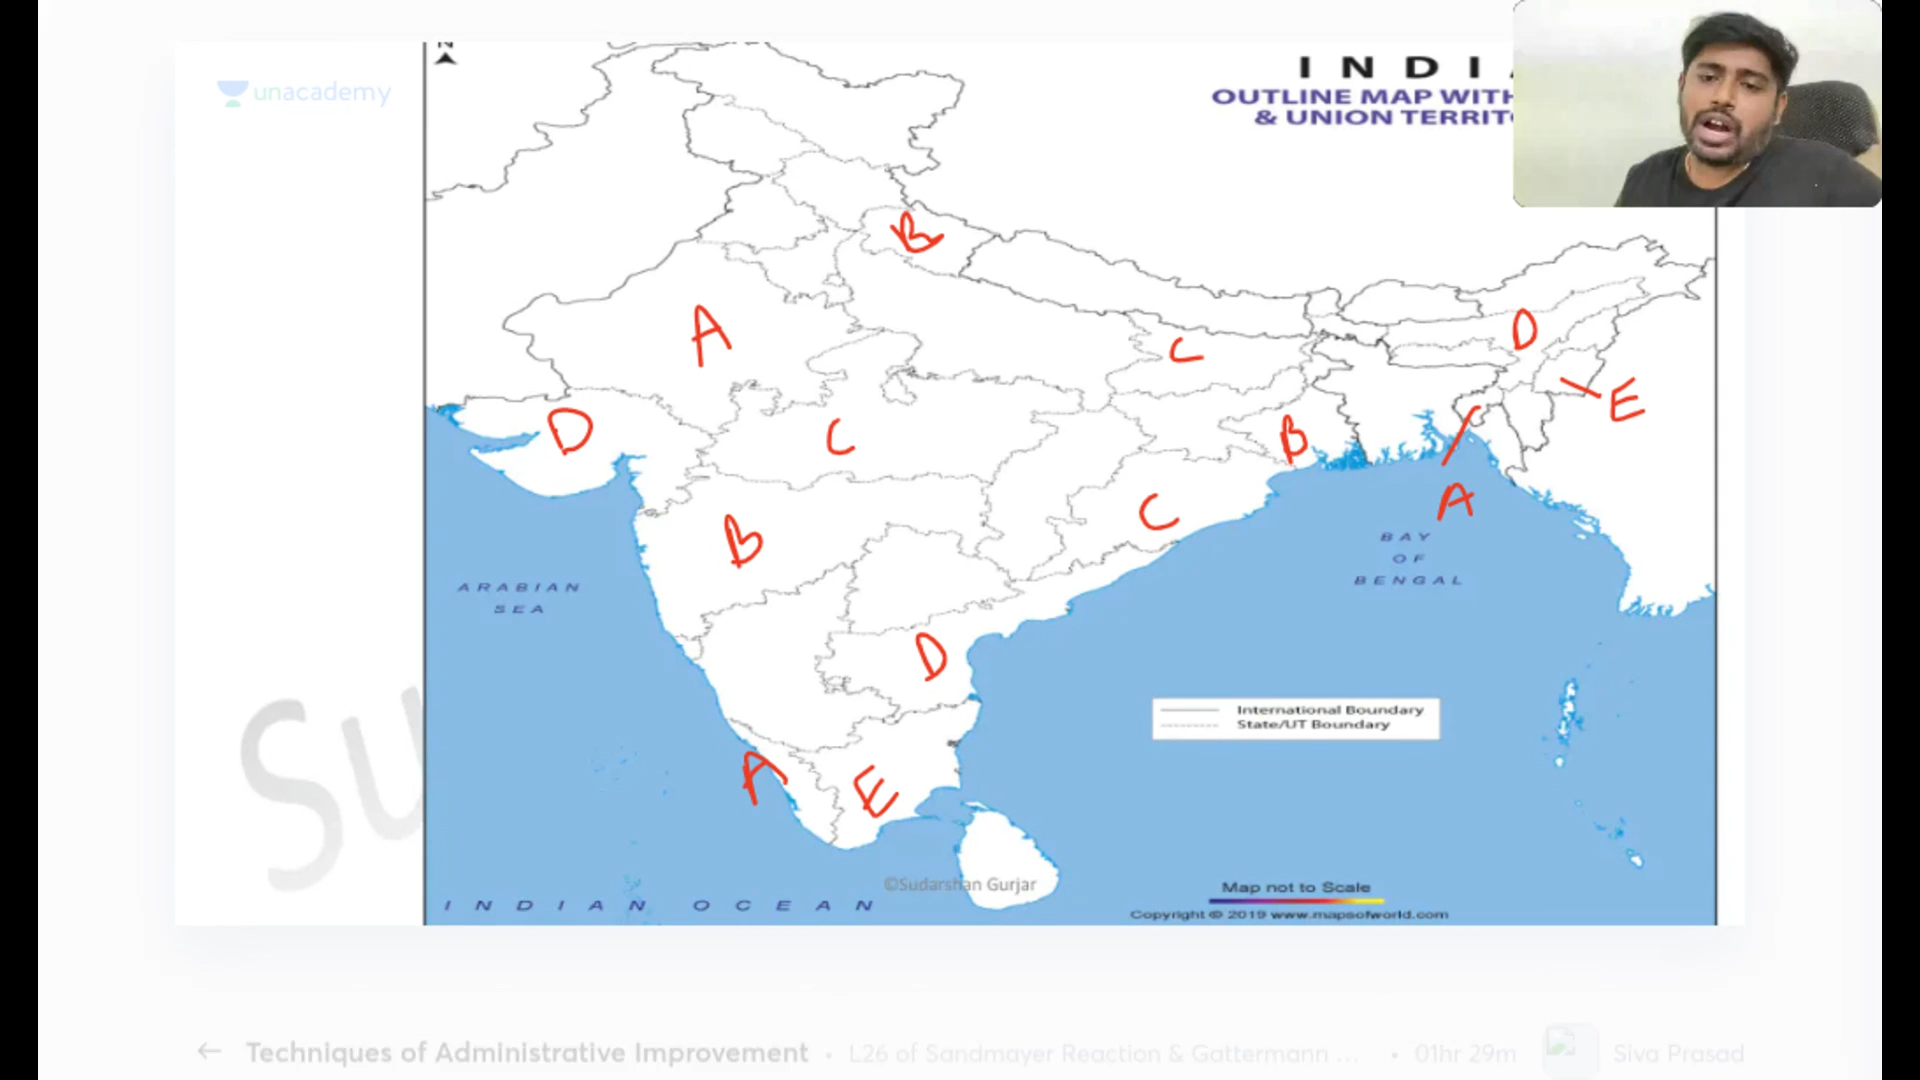 N
unacademy
INDI
OUTLINE MAP WITH
& UNION TERRIT
B
A
C
D
D
C
B
E
B
C
A
ARABIAN
SEA
BAY
OF
BENGAL
D
International Boundary
State/UT Boundary
A
E
Su
©Sudarshan Gurjar
INDIAN OCEAN
Map not to Scale
Copyright © 2019 www.mapsofworld.com
← Techniques of Administrative Improvement • L26 of Sandmayer Reaction & Gattermann ... • 01hr 29m Siva Prasad